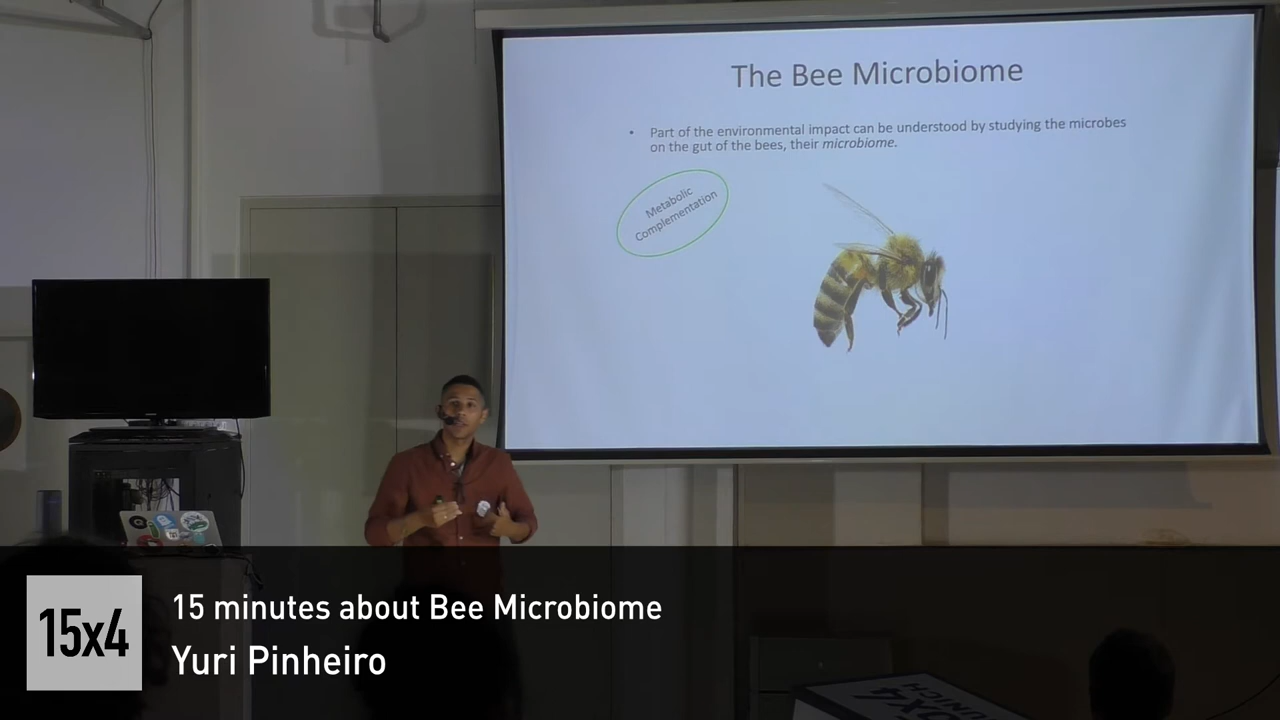 The Bee Microbiome
• Part of the environmental impact can be understood by studying the microbes
on the gut of the bees, their microbiome.
Metabolic
Complementation
15x4
15 minutes about Bee Microbiome
Yuri Pinheiro